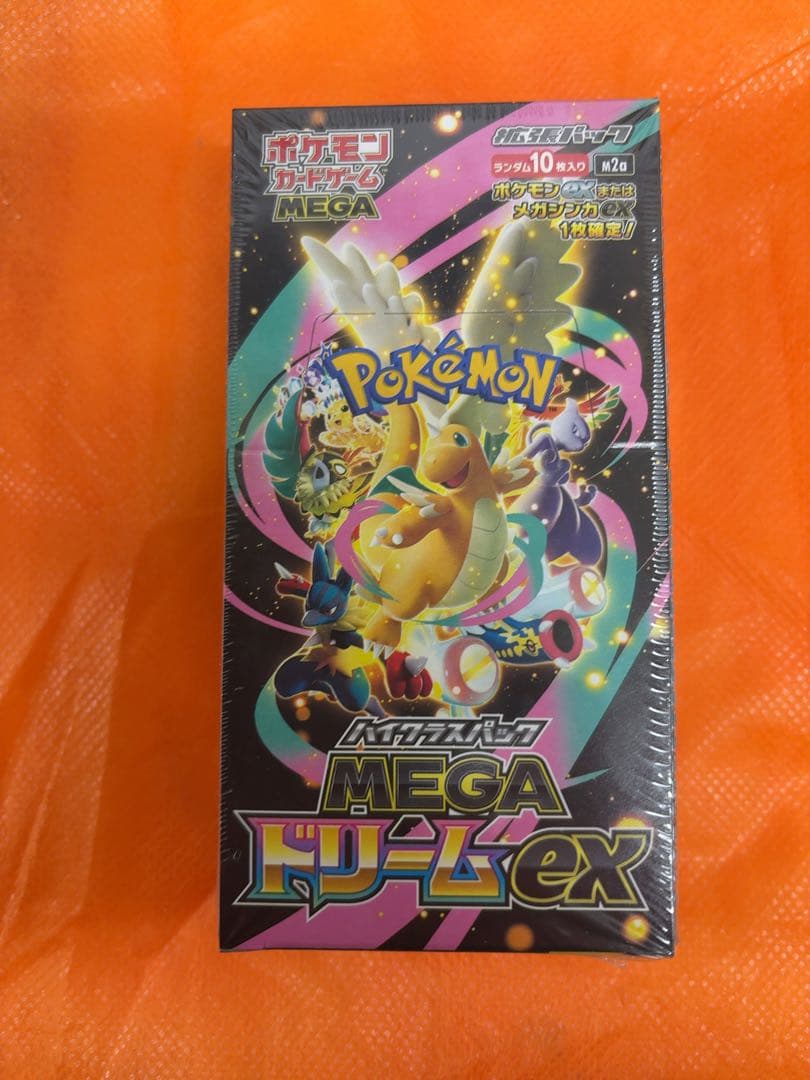 ポケモン
カードゲーム
MEGA
拡張パック
ランダム10枚入り
M2a
ポケモンexまたは
メガシンカex
1枚確定!
POKéMON
TM
ハイクラスパック
MEGA
ドリームex